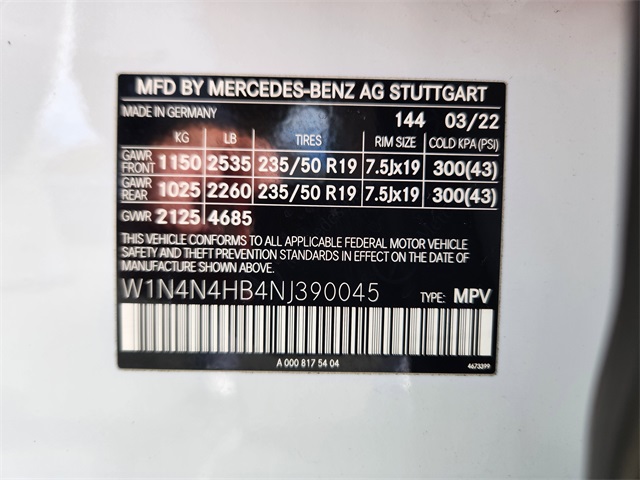 MFD BY MERCEDES-BENZ AG STUTTGART
MADE IN GERMANY 144 03/22
KG LB TIRES RIM SIZE COLD KPA (PSI)
GAWR FRONT 1150 2535 235/50 R19 7.5Jx19 300(43)
GAWR REAR 1025 2260 235/50 R19 7.5Jx19 300(43)
GVWR 2125 4685
THIS VEHICLE CONFORMS TO ALL APPLICABLE FEDERAL MOTOR VEHICLE
SAFETY AND THEFT PREVENTION STANDARDS IN EFFECT ON THE DATE
OF MANUFACTURE SHOWN ABOVE.
W1N4N4HB4NJ390045 TYPE: MPV
A 000 817 54 04
4673399